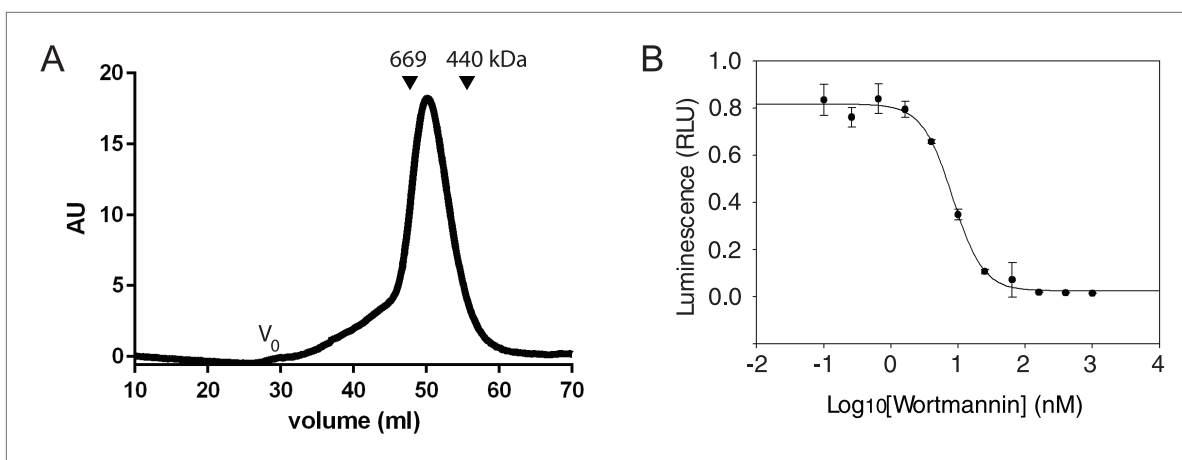 A
669 440 kDa
20
15
10
5
0
AU
V0
10 20 30 40 50 60 70
volume (ml)
B
1.0
0.8
0.6
0.4
0.2
0.0
Luminescence (RLU)
-2 -1 0 1 2 3 4
Log10[Wortmannin] (nM)